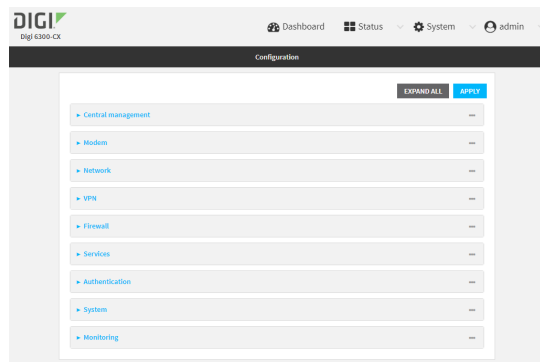 DIGI
Digi 6300-CX
Dashboard Status System admin
Configuration
EXPAND ALL APPLY
Central management
Modem
Network
VPN
Firewall
Services
Authentication
System
Monitoring